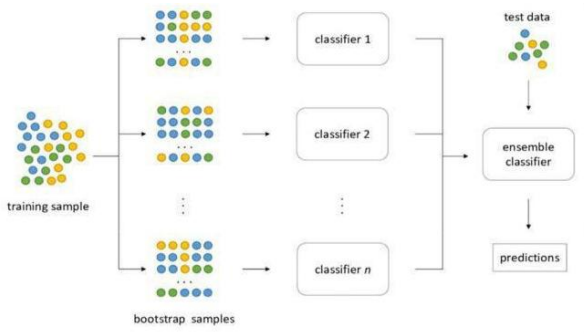 test data
classifier 1
classifier 2
ensemble
classifier
training sample
...
...
...
predictions
classifier n
bootstrap samples